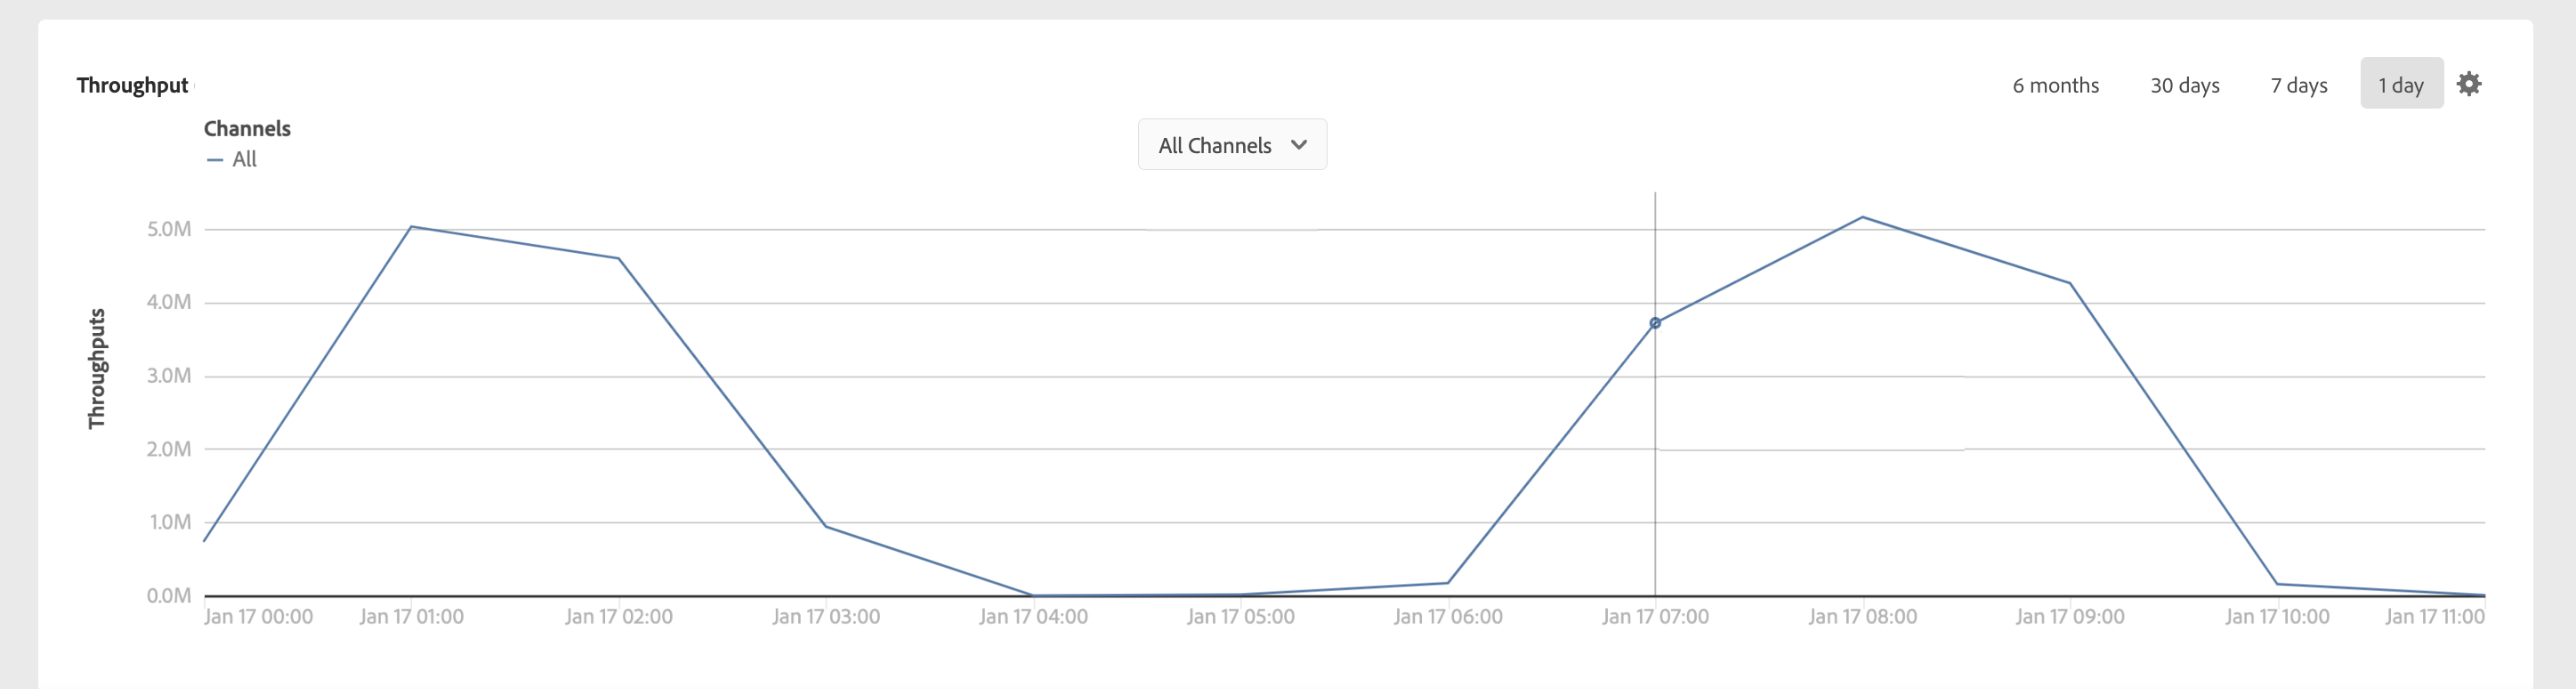 Throughput
6 months 30 days 7 days 1 day
Channels
All
All Channels
Throughputs
5.0M
4.0M
3.0M
2.0M
1.0M
0.0M
Jan 17 00:00 Jan 17 01:00 Jan 17 02:00 Jan 17 03:00 Jan 17 04:00 Jan 17 05:00 Jan 17 06:00 Jan 17 07:00 Jan 17 08:00 Jan 17 09:00 Jan 17 10:00 Jan 17 11:00